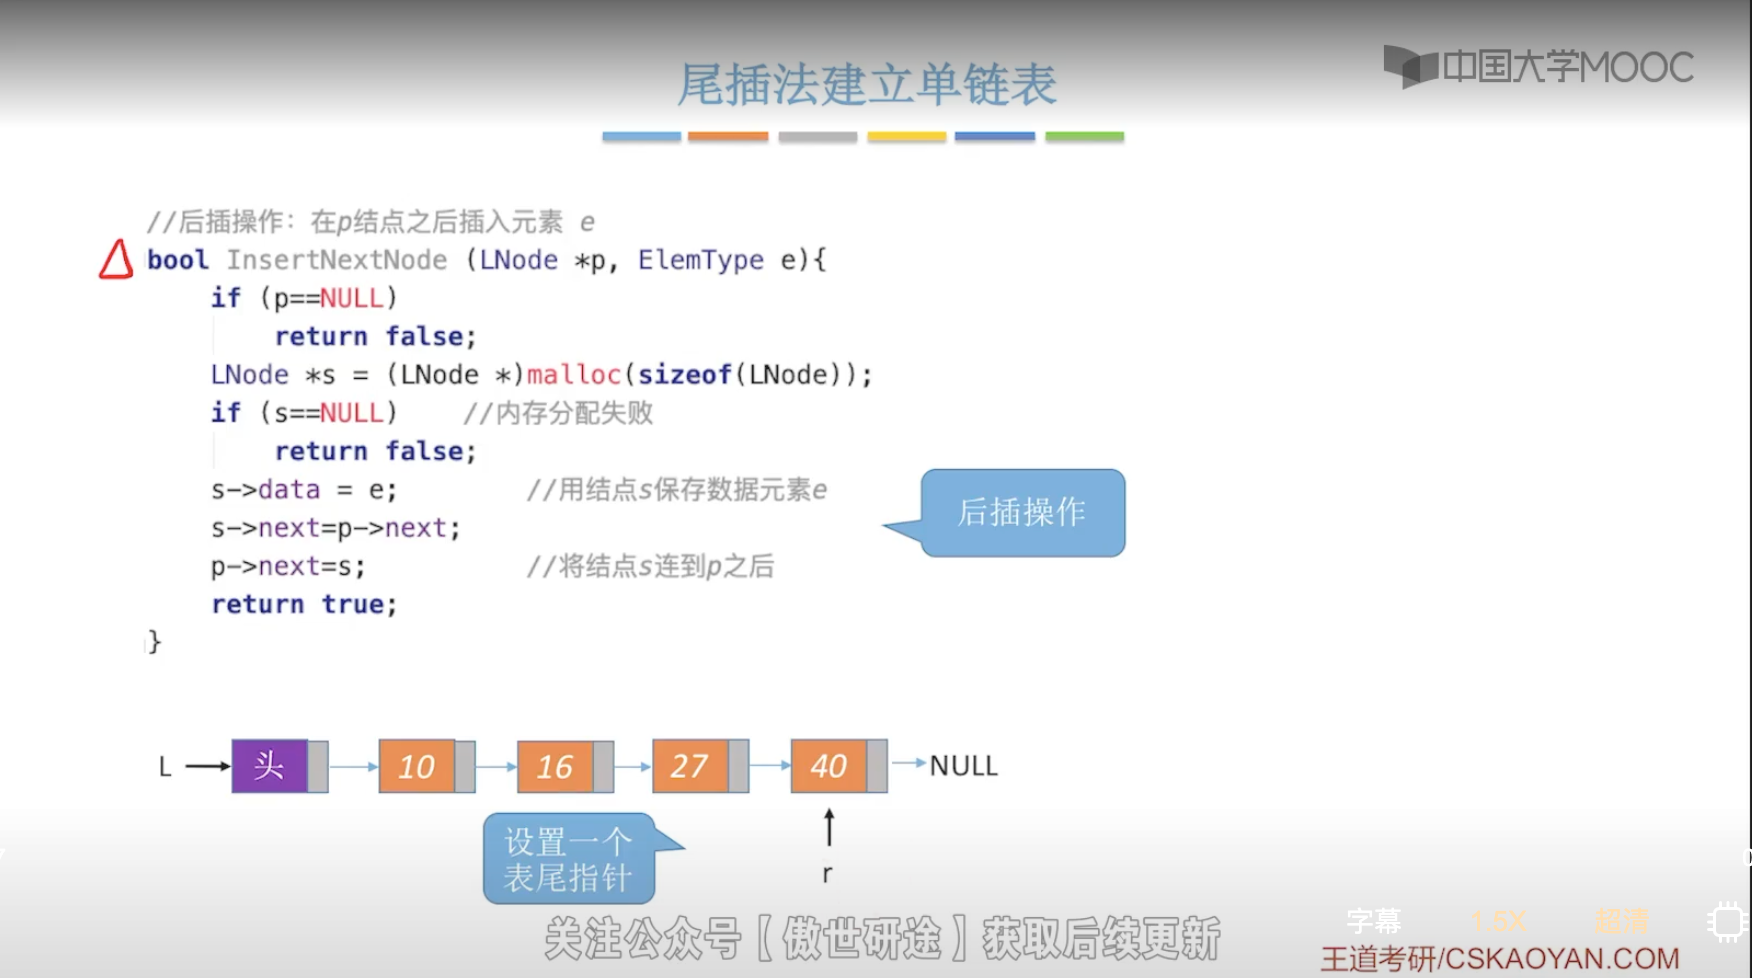 中国大学MOOC
尾插法建立单链表
//后插操作：在p结点之后插入元素 e
bool InsertNextNode (LNode *p, ElemType e){
if (p==NULL)
return false;
LNode *s = (LNode *)malloc(sizeof(LNode));
if (s==NULL) //内存分配失败
return false;
s->data = e; //用结点s保存数据元素e
s->next=p->next;
p->next=s; //将结点s连到p之后
return true;
}
后插操作
L 头 10 16 27 40 NULL
设置一个
表尾指针
r
关注公众号【傲世研途】获取后续更新
字幕 1.5X 超清
王道考研/CSKAOYAN.COM